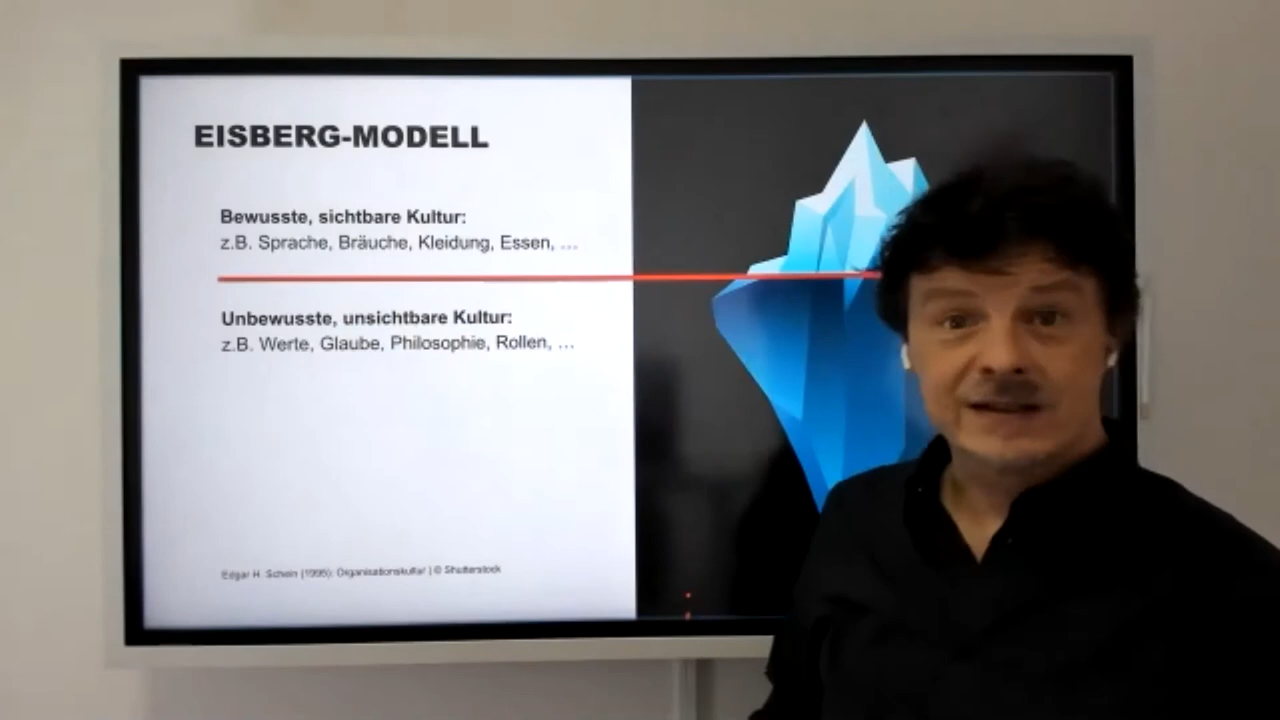 EISBERG-MODELL
Bewusste, sichtbare Kultur:
z.B. Sprache, Bräuche, Kleidung, Essen, …
Unbewusste, unsichtbare Kultur:
z.B. Werte, Glaube, Philosophie, Rollen, …
Edgar H. Schein (1995): Organisationskultur | © Shutterstock